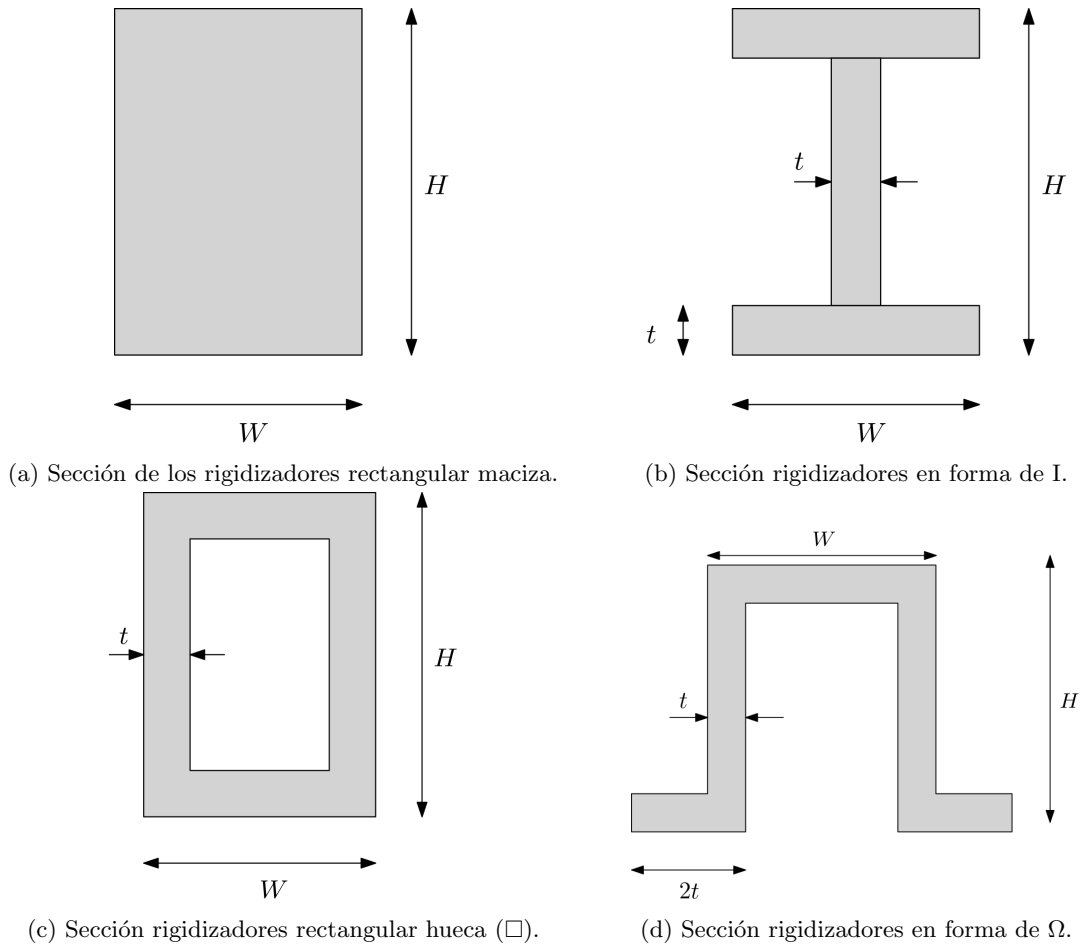 H
t
H
t
W
W
(a) Sección de los rigidizadores rectangular maciza.
(b) Sección rigidizadores en forma de I.
W
t
H
t
H
W
2t
(c) Sección rigidizadores rectangular hueca (□).
(d) Sección rigidizadores en forma de Ω.